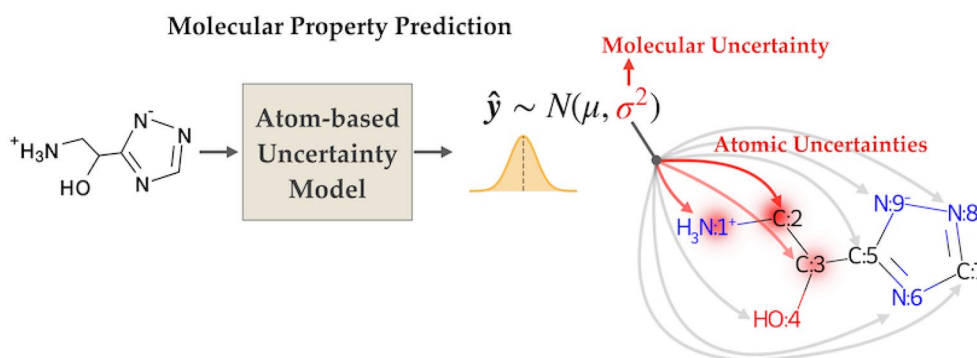 Molecular Property Prediction
Molecular Uncertainty
+H₃N
HO
N⁻
N
N
Atom-based
Uncertainty
Model
ŷ ~ N(μ, σ²)
Atomic Uncertainties
H₃N:1⁺
C:2
C:3
HO:4
C:5
N:6
N:9⁻
N:8